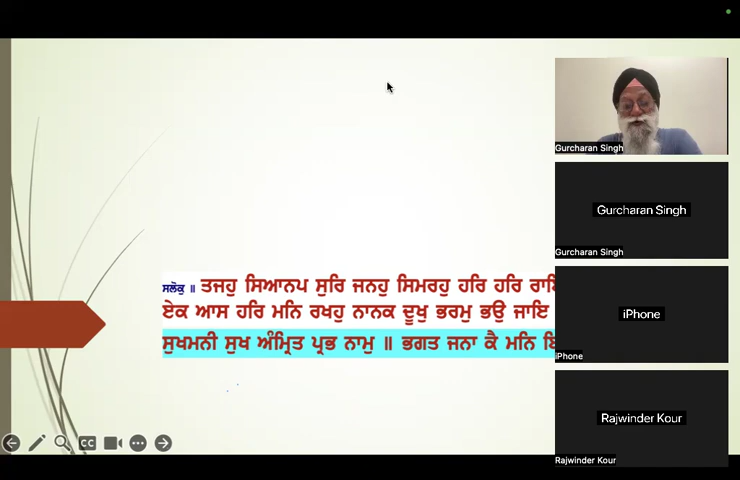 ਸਲੋਕੁ ॥ ਤਜਹੁ ਸਿਆਨਪ ਸੁਰਿ ਜਨਹੁ ਸਿਮਰਹੁ ਹਰਿ ਹਰਿ
ਏਕ ਆਸ ਹਰਿ ਮਨਿ ਰਖਹੁ ਨਾਨਕ ਦੂਖੁ ਭਰਮੁ ਭਉ ਜਾਇ
ਸੁਖਮਨੀ ਸੁਖ ਅੰਮ੍ਰਿਤ ਪ੍ਰਭ ਨਾਮੁ ॥ ਭਗਤ ਜਨਾ ਕੈ ਮਨਿ
Gurcharan Singh
Gurcharan Singh
Gurcharan Singh
iPhone
iPhone
Rajwinder Kour
Rajwinder Kour
CC